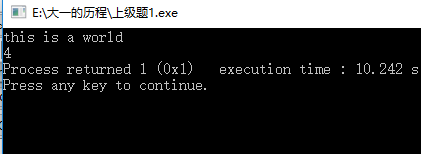 E:\大一的历程\上级题1.exe
this is a world
4
Process returned 1 (0x1)   execution time : 10.242 s
Press any key to continue.